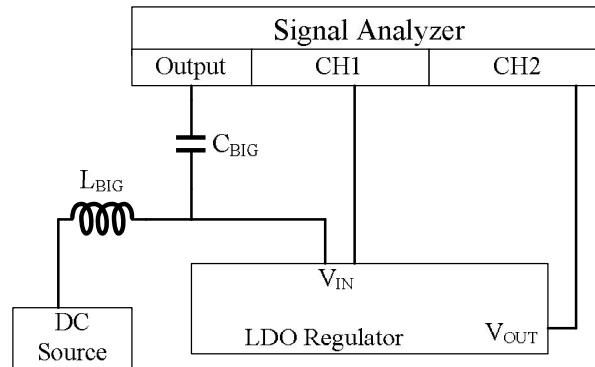 Signal Analyzer
Output CH1 CH2
C_BIG
L_BIG
V_IN
DC
Source
LDO Regulator
V_OUT